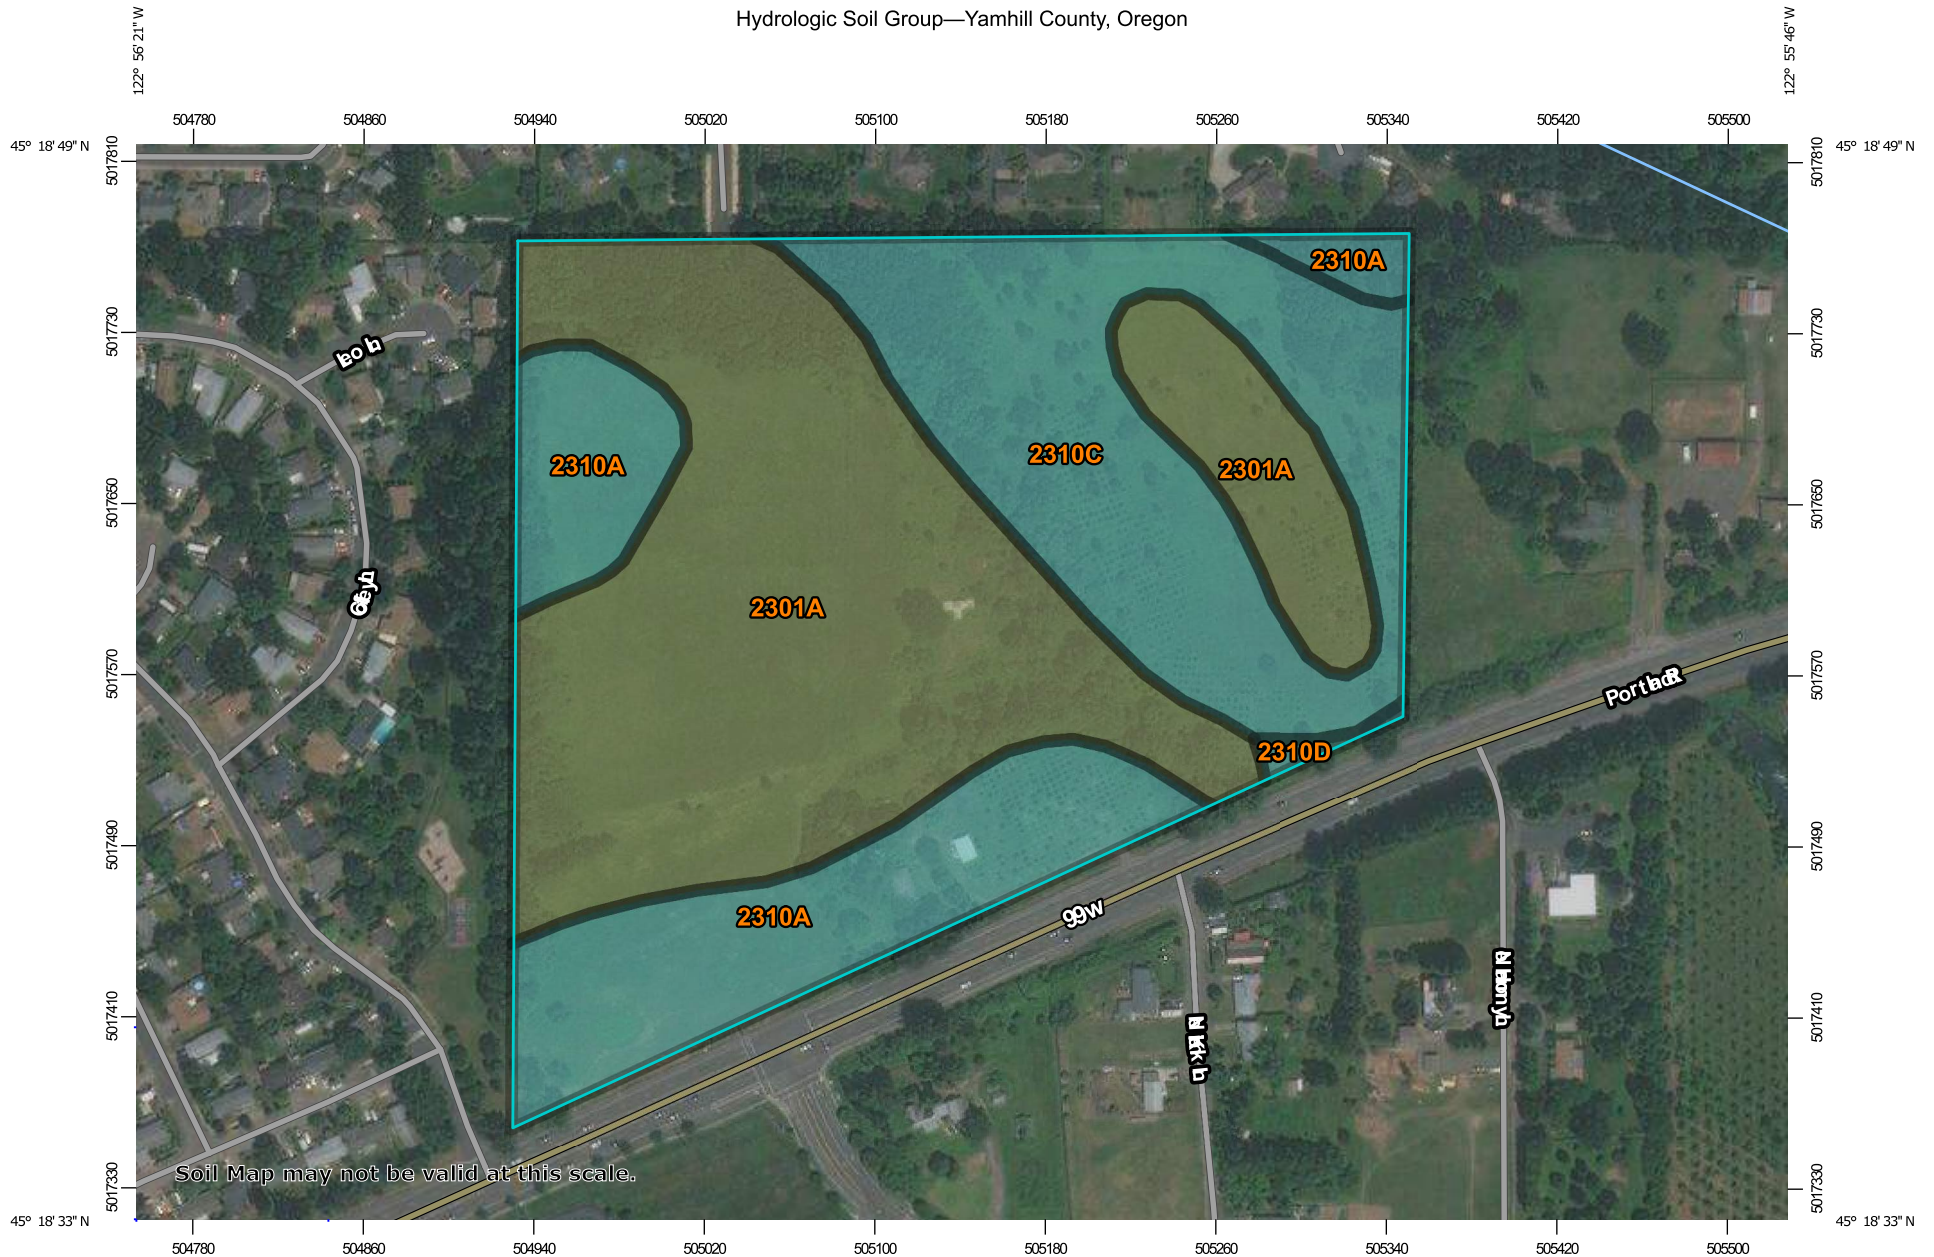 Hydrologic Soil Group—Yamhill County, Oregon
122° 56' 21" W
122° 55' 46" W
504780 504860 504940 505020 505100 505180 505260 505340 505420 505500
45° 18' 49" N
45° 18' 49" N
5017810
5017810
2310A
5017730
5017730
2310C
2310A
2301A
5017650
5017650
2301A
5017570
5017570
2310D
5017490
5017490
99W
2310A
5017410
5017410
Soil Map may not be valid at this scale.
5017330
5017330
45° 18' 33" N
45° 18' 33" N
504780 504860 504940 505020 505100 505180 505260 505340 505420 505500